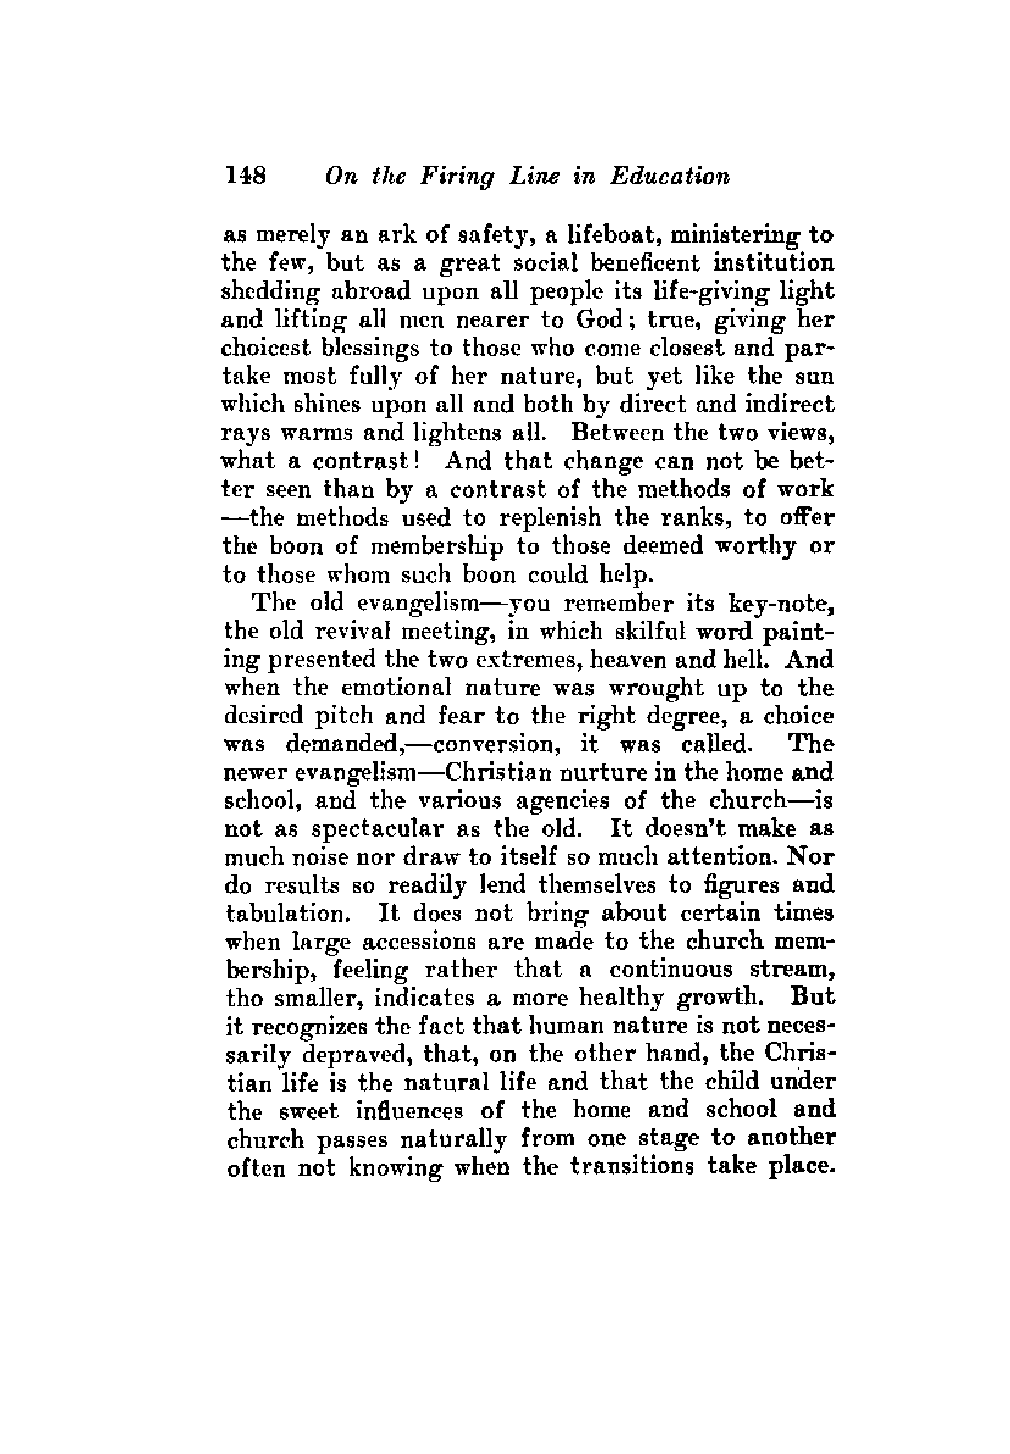 148 On the Firing Line in Education
as merely an ark of safety, a lifeboat, ministering to
the few, but as a great social beneficent institution
shedding abroad upon all people its life-giving light
and lifting all men nearer to God; true, giving her
choicest blessings to those who come closest and par-
take most fully of her nature, but yet like the sun
which shines upon all and both by direct and indirect
rays warms and lightens all. Between the two views,
what a contrast! And that change can not be bet-
ter seen than by a contrast of the methods of work
—the methods used to replenish the ranks, to offer
the boon of membership to those deemed worthy or
to those whom such boon could help.
The old evangelism—you remember its key-note,
the old revival meeting, in which skilful word paint-
ing presented the two extremes, heaven and hell. And
when the emotional nature was wrought up to the
desired pitch and fear to the right degree, a choice
was demanded,—conversion, it was called. The
newer evangelism—Christian nurture in the home and
school, and the various agencies of the church—is
not as spectacular as the old. It doesn't make as
much noise nor draw to itself so much attention. Nor
do results so readily lend themselves to figures and
tabulation. It does not bring about certain times
when large accessions are made to the church mem-
bership, feeling rather that a continuous stream,
tho smaller, indicates a more healthy growth. But
it recognizes the fact that human nature is not neces-
sarily depraved, that, on the other hand, the Chris-
tian life is the natural life and that the child under
the sweet influences of the home and school and
church passes naturally from one stage to another
often not knowing when the transitions take place.